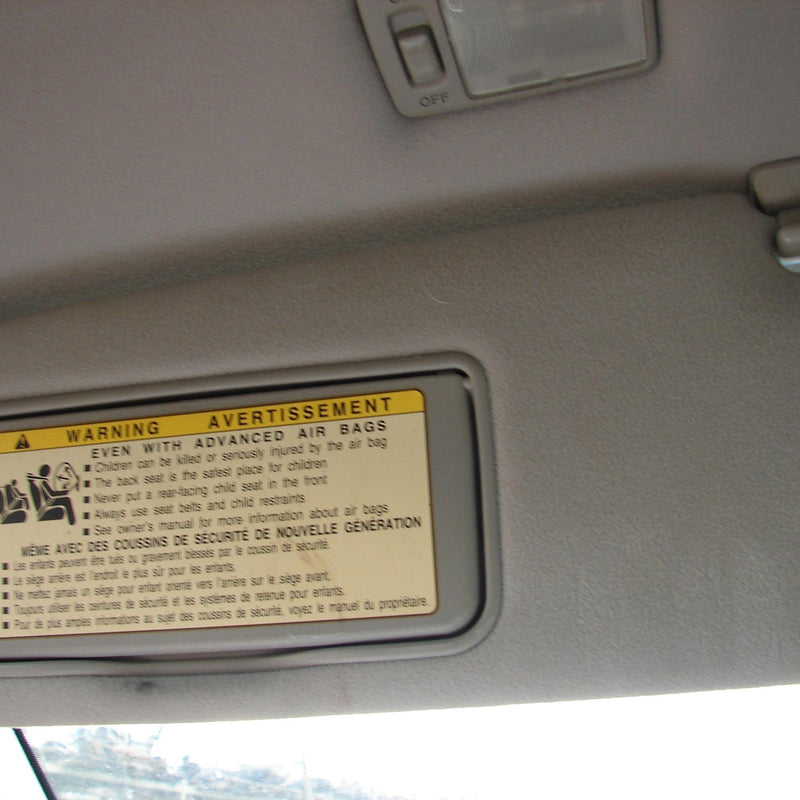 OFF
WARNING AVERTISSEMENT
EVEN WITH ADVANCED AIR BAGS
■ Children can be killed or seriously injured by the air bag
■ The back seat is the safest place for children
■ Never put a rear-facing child seat in the front
■ Always use seat belts and child restraints
■ See owner's manual for more information about air bags
MÊME AVEC DES COUSSINS DE SÉCURITÉ DE NOUVELLE GÉNÉRATION
■ Les enfants peuvent être tués ou gravement blessés par le coussin de sécurité.
■ Le siège arrière est l'endroit le plus sûr pour les enfants.
■ Ne mettez jamais un siège pour enfant orienté vers l'arrière sur le siège avant.
■ Toujours utiliser les ceintures de sécurité et les systèmes de retenue pour enfants.
■ Pour de plus amples informations au sujet des coussins de sécurité, voyez le manuel du propriétaire.